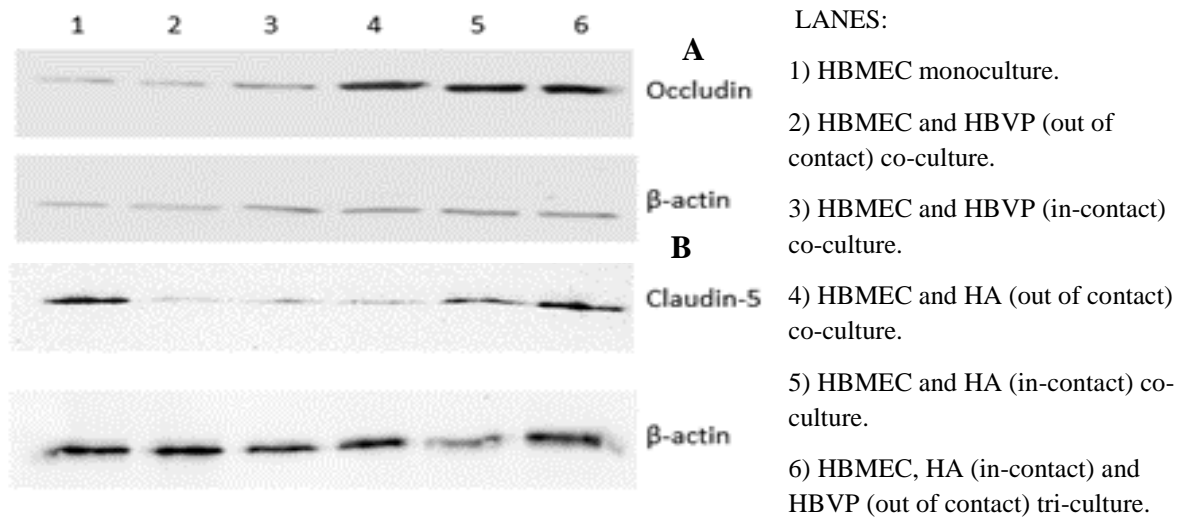 1 2 3 4 5 6
A
Occludin
β-actin
B
Claudin-5
β-actin
LANES:
1) HBMEC monoculture.
2) HBMEC and HBVP (out of
contact) co-culture.
3) HBMEC and HBVP (in-contact)
co-culture.
4) HBMEC and HA (out of contact)
co-culture.
5) HBMEC and HA (in-contact) co-
culture.
6) HBMEC, HA (in-contact) and
HBVP (out of contact) tri-culture.